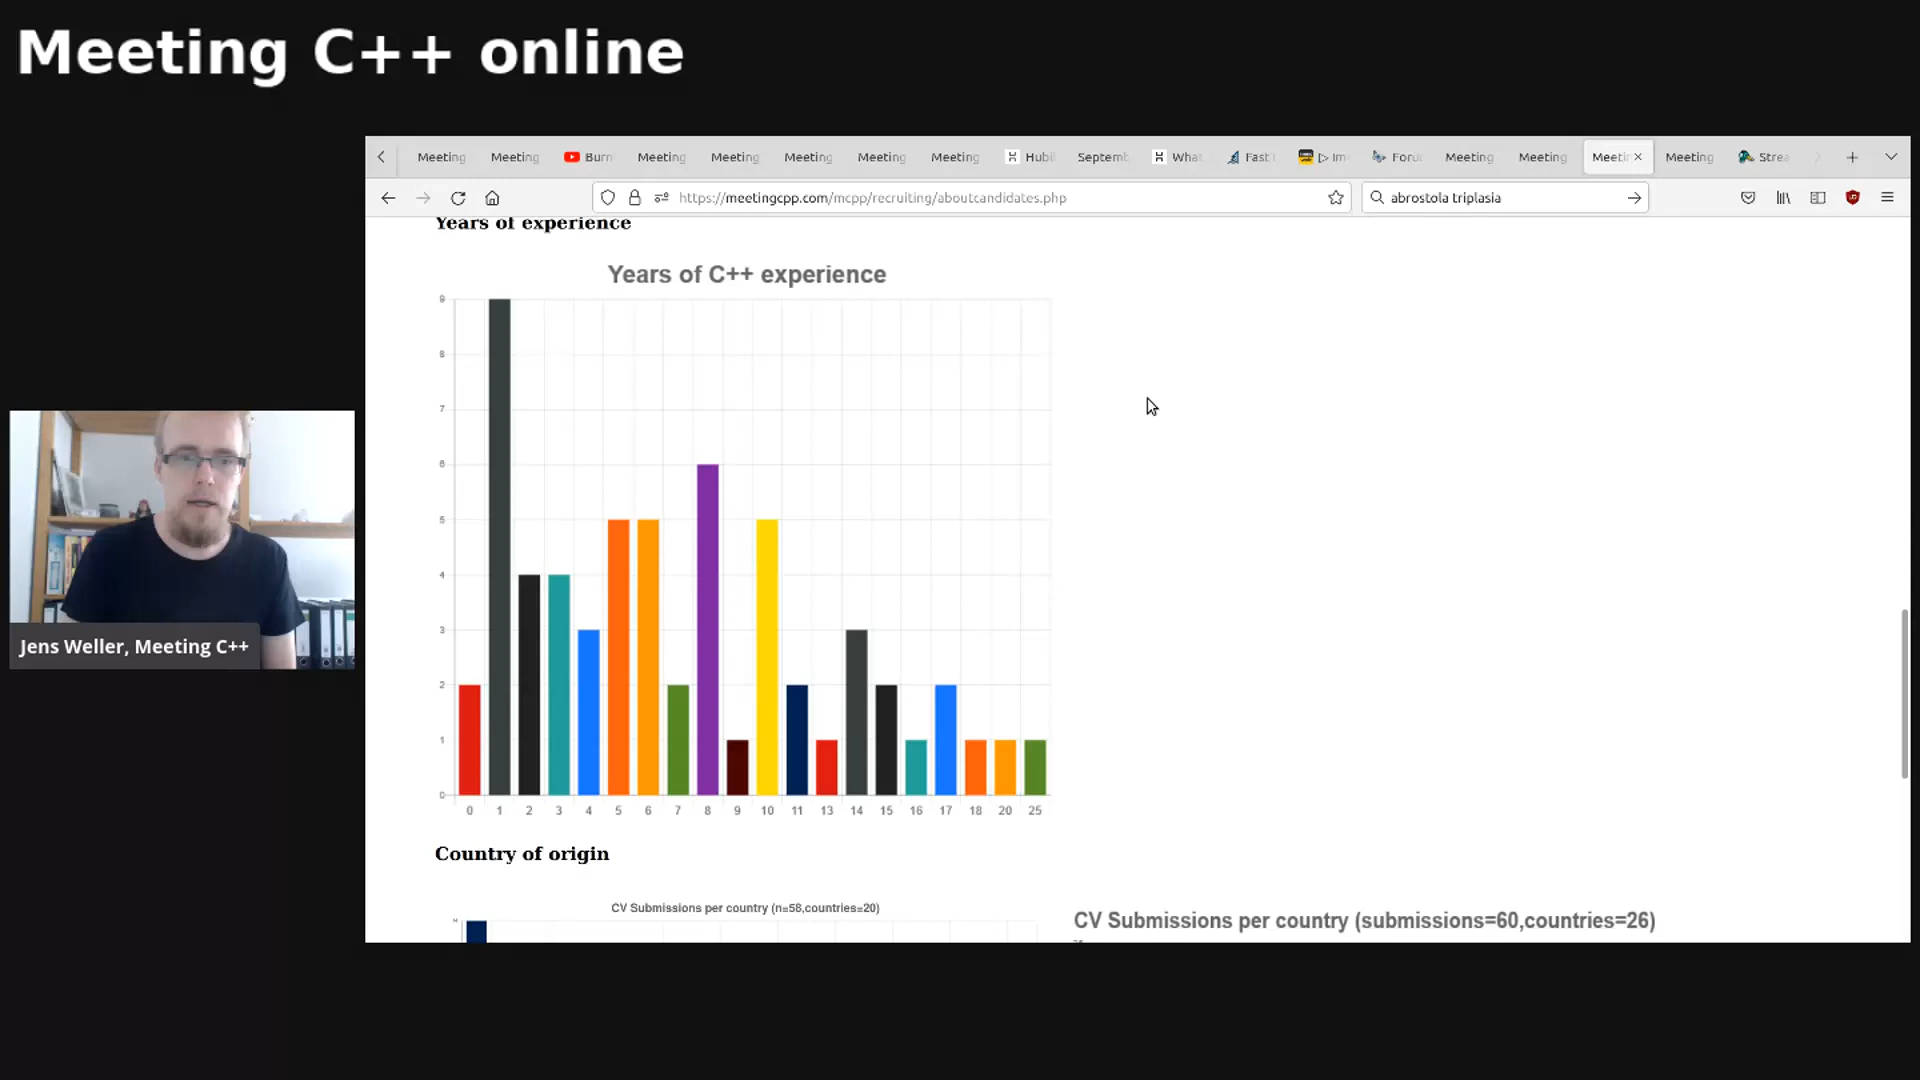 Meeting C++ online
Meeting Meeting Burn Meeting Meeting Meeting Meeting Meeting Hubi Septemb What Fast Im Foru Meeting Meeting Meeti Meeting Strea
https://meetingcpp.com/mcpp/recruiting/aboutcandidates.php
abrostola triplasia
Years of experience
Years of C++ experience
9
8
7
6
5
4
3
2
1
0
0 1 2 3 4 5 6 7 8 9 10 11 13 14 15 16 17 18 20 25
Jens Weller, Meeting C++
Country of origin
CV Submissions per country (n=58,countries=20)
CV Submissions per country (submissions=60,countries=26)